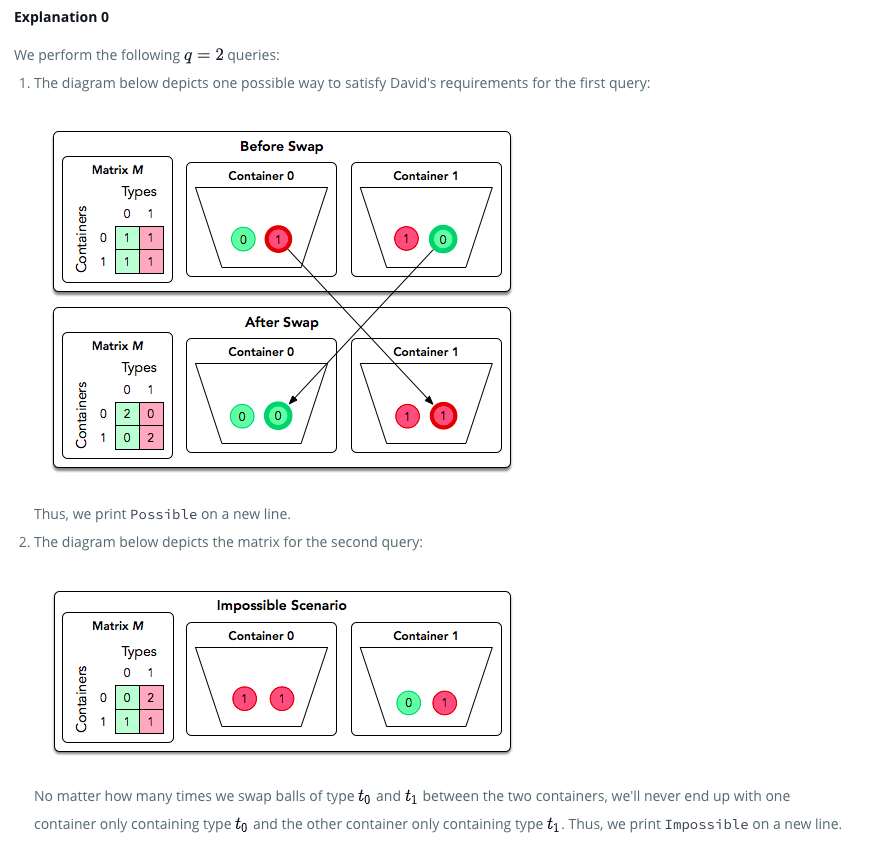 Explanation 0
We perform the following q = 2 queries:
1. The diagram below depicts one possible way to satisfy David's requirements for the first query:
Before Swap
Matrix M
Types
0 1
Containers
0 1 1
1 1 1
Container 0
0 1
Container 1
1 0
After Swap
Matrix M
Types
0 1
Containers
0 2 0
1 0 2
Container 0
0 0
Container 1
1 1
Thus, we print Possible on a new line.
2. The diagram below depicts the matrix for the second query:
Impossible Scenario
Matrix M
Types
0 1
Containers
0 0 2
1 1 1
Container 0
1 1
Container 1
0 1
No matter how many times we swap balls of type t₀ and t₁ between the two containers, we'll never end up with one
container only containing type t₀ and the other container only containing type t₁. Thus, we print Impossible on a new line.